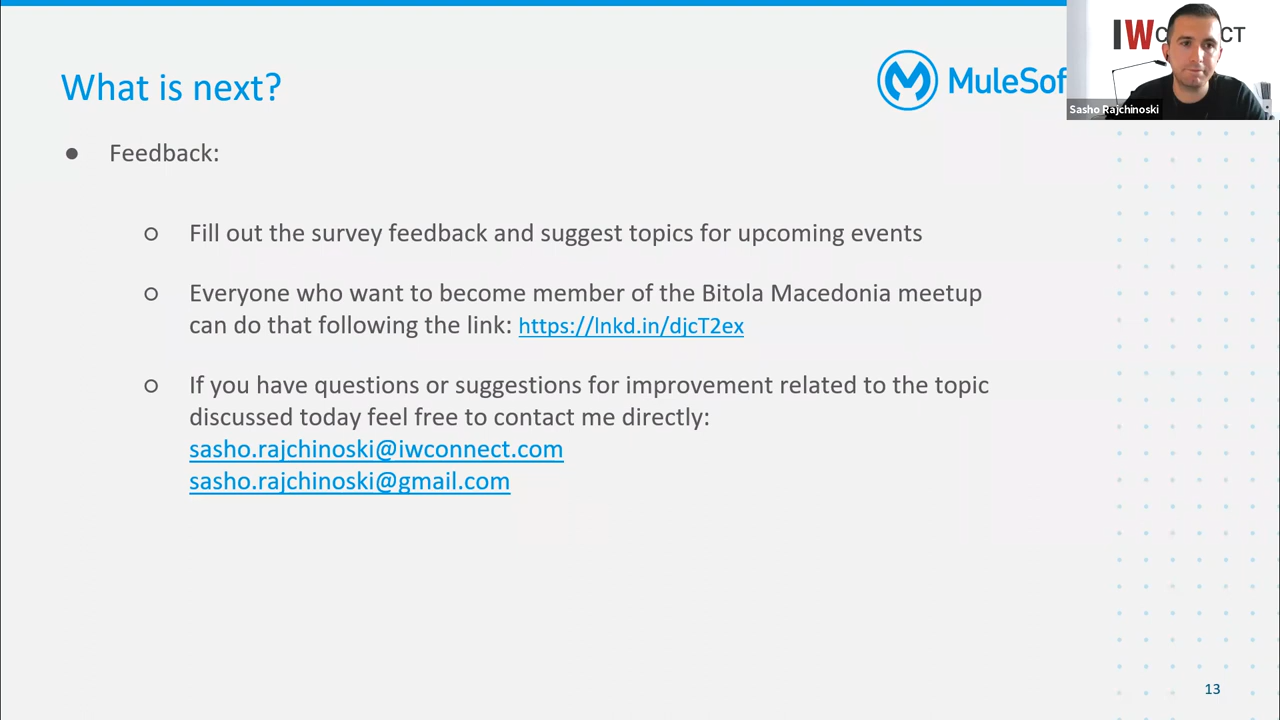 What is next?
MuleSof
IW
CT
Sasho Rajchinoski
● Feedback:
○ Fill out the survey feedback and suggest topics for upcoming events
○ Everyone who want to become member of the Bitola Macedonia meetup
can do that following the link: https://lnkd.in/djcT2ex
○ If you have questions or suggestions for improvement related to the topic
discussed today feel free to contact me directly:
sasho.rajchinoski@iwconnect.com
sasho.rajchinoski@gmail.com
13